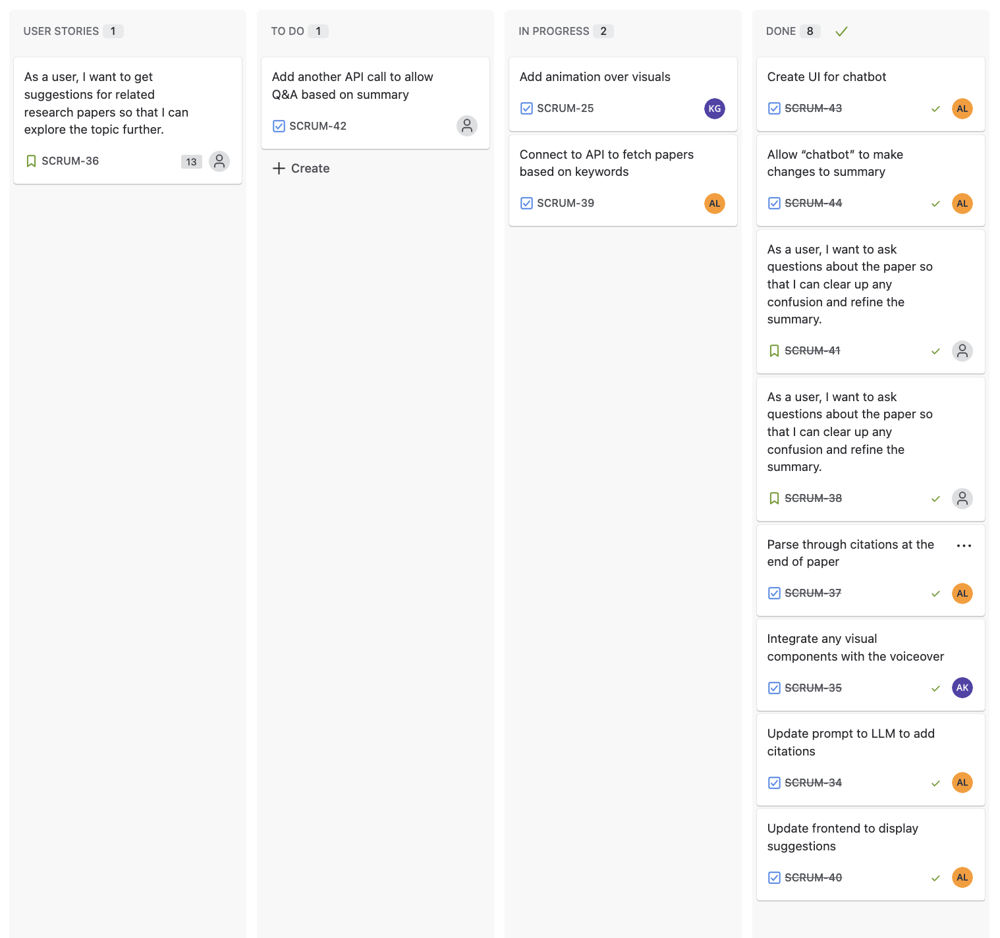 USER STORIES 1
As a user, I want to get
suggestions for related
research papers so that I can
explore the topic further.
SCRUM-36 13
TO DO 1
Add another API call to allow
Q&A based on summary
SCRUM-42
Create
IN PROGRESS 2
Add animation over visuals
SCRUM-25 KG
Connect to API to fetch papers
based on keywords
SCRUM-39 AL
DONE 8
Create UI for chatbot
SCRUM-43 AL
Allow “chatbot” to make
changes to summary
SCRUM-44 AL
As a user, I want to ask
questions about the paper so
that I can clear up any
confusion and refine the
summary.
SCRUM-41
As a user, I want to ask
questions about the paper so
that I can clear up any
confusion and refine the
summary.
SCRUM-38
Parse through citations at the
end of paper
SCRUM-37 AL
Integrate any visual
components with the voiceover
SCRUM-35 AK
Update prompt to LLM to add
citations
SCRUM-34 AL
Update frontend to display
suggestions
SCRUM-40 AL